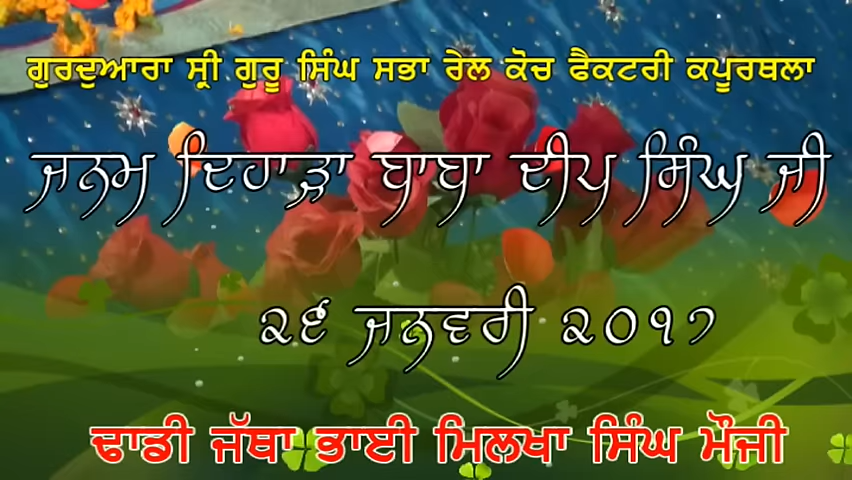 ਗੁਰਦੁਆਰਾ ਸ੍ਰੀ ਗੁਰੂ ਸਿੰਘ ਸਭਾ ਰੇਲ ਕੋਚ ਫੈਕਟਰੀ ਕਪੂਰਥਲਾ
ਜਨਮ ਦਿਹਾੜਾ ਬਾਬਾ ਦੀਪ ਸਿੰਘ ਜੀ
੨੬ ਜਨਵਰੀ ੨੦੧੭
ਢਾਡੀ ਜੱਥਾ ਭਾਈ ਮਿਲਖਾ ਸਿੰਘ ਮੌਜੀ